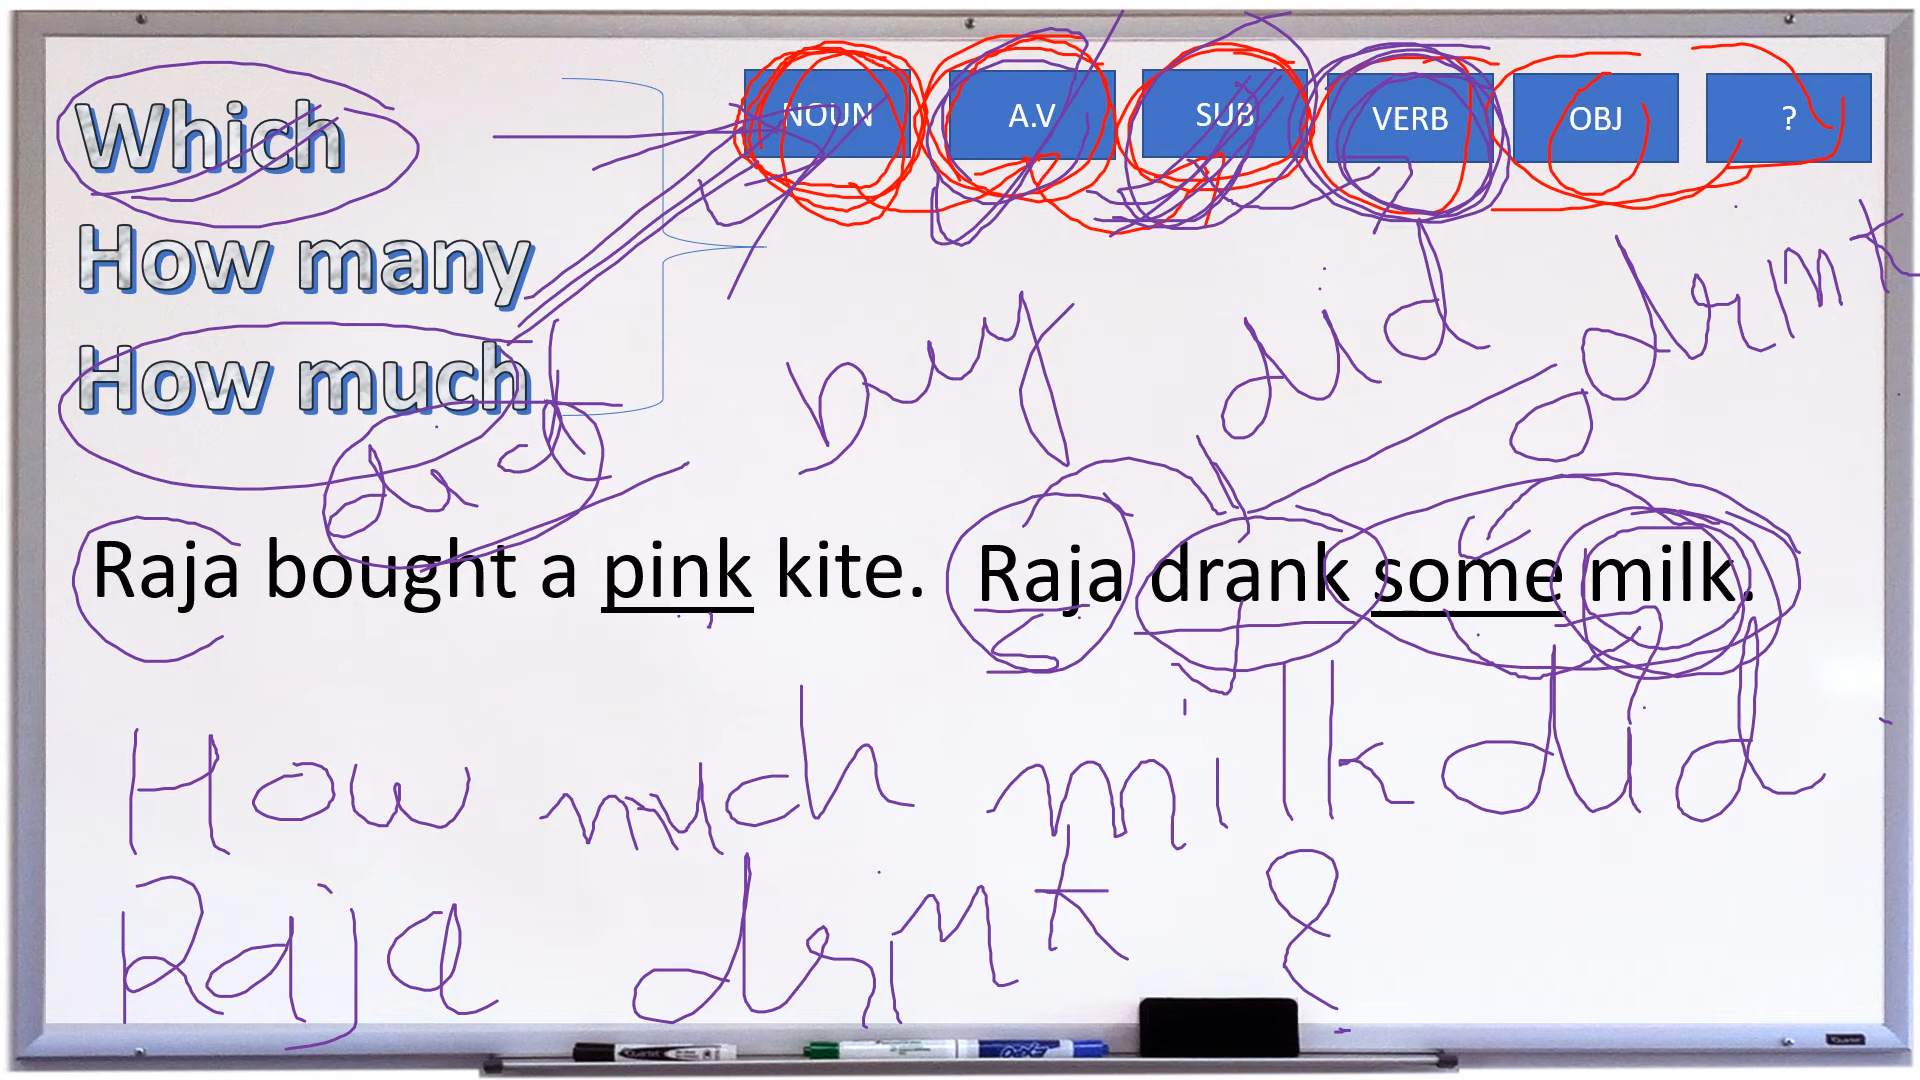 Which
NOUN A.V SUB VERB OBJ ?
How many
How much
buy did drink
did
Raja bought a pink kite. Raja drank some milk.
How much milk did
Raja drink ?